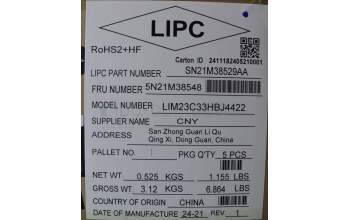 LIPC
RoHS2+HF
Carton ID 2411182405210001
LIPC PART NUMBER SN21M38529AA
FRU NUMBER 5N21M38548
MODEL NUMBER LIM23C33HBJ4422
SUPPLIER NAME CNY
ADDRESS San Zhong Guan Li Qu
Qing Xi, Dong Guan, China
PALLET NO PKG Q'TY 5 PCS
NET WT 0.525 KGS 1.155 LBS
GROSS WT 3.12 KGS 6.864 LBS
COUNTRY OF ORIGIN CHINA
DATE OF MANUFACTURE 24-21 REV. 1